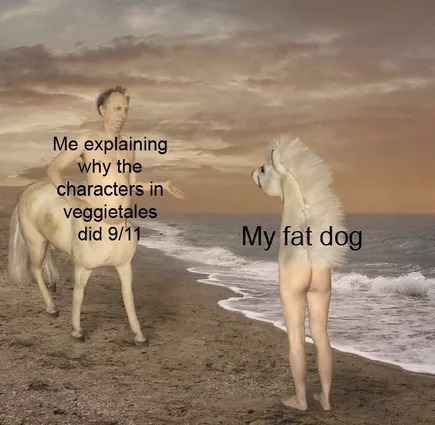 Me explaining
why the
characters in
veggietales
did 9/11
My fat dog